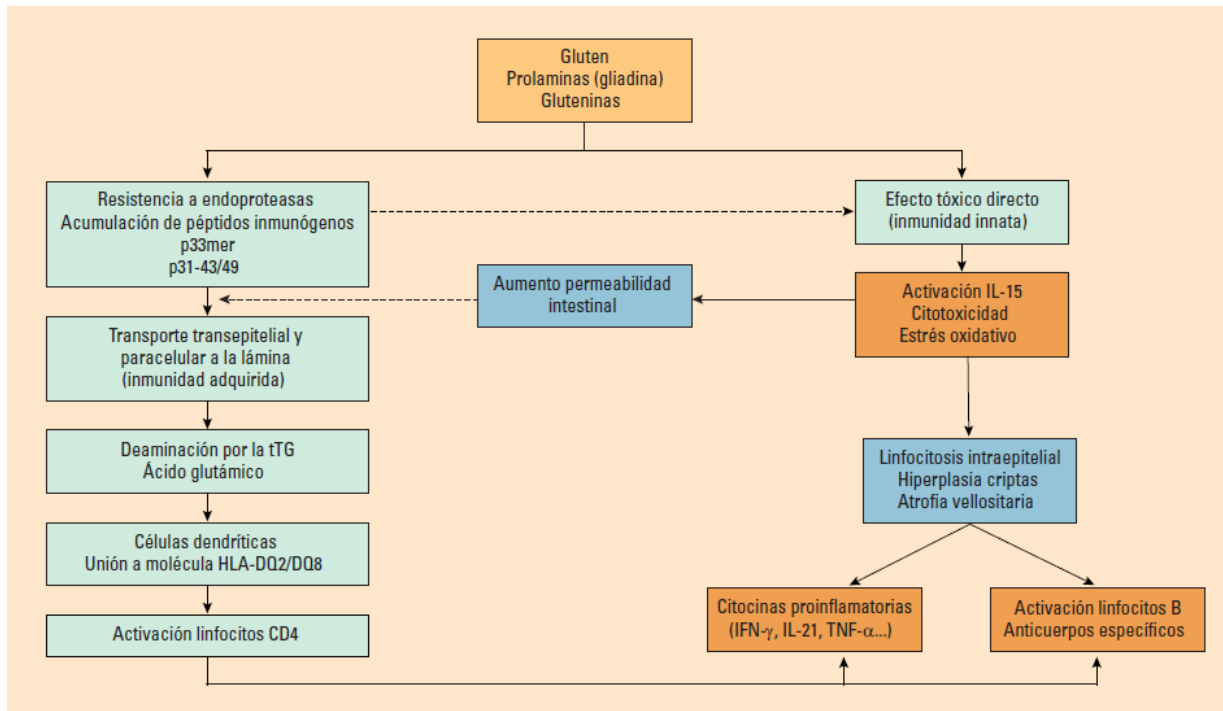 Gluten
Prolaminas (gliadina)
Gluteninas
Resistencia a endoproteasas
Acumulación de péptidos inmunógenos
p33mer
p31-43/49
Efecto tóxico directo
(inmunidad innata)
Aumento permeabilidad
intestinal
Activación IL-15
Citotoxicidad
Estrés oxidativo
Transporte transepitelial y
paracelular a la lámina
(inmunidad adquirida)
Deaminación por la tTG
Ácido glutámico
Linfocitosis intraepitelial
Hiperplasia criptas
Atrofia vellositaria
Células dendríticas
Unión a molécula HLA-DQ2/DQ8
Activación linfocitos CD4
Citocinas proinflamatorias
(IFN-γ, IL-21, TNF-α...)
Activación linfocitos B
Anticuerpos específicos